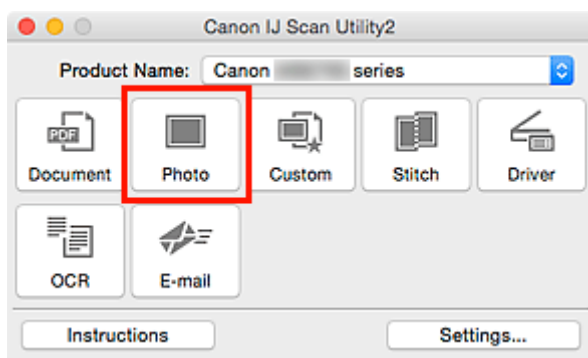 Canon IJ Scan Utility2
Product Name: Canon series
PDF
Document Photo Custom Stitch Driver
OCR E-mail
Instructions Settings...